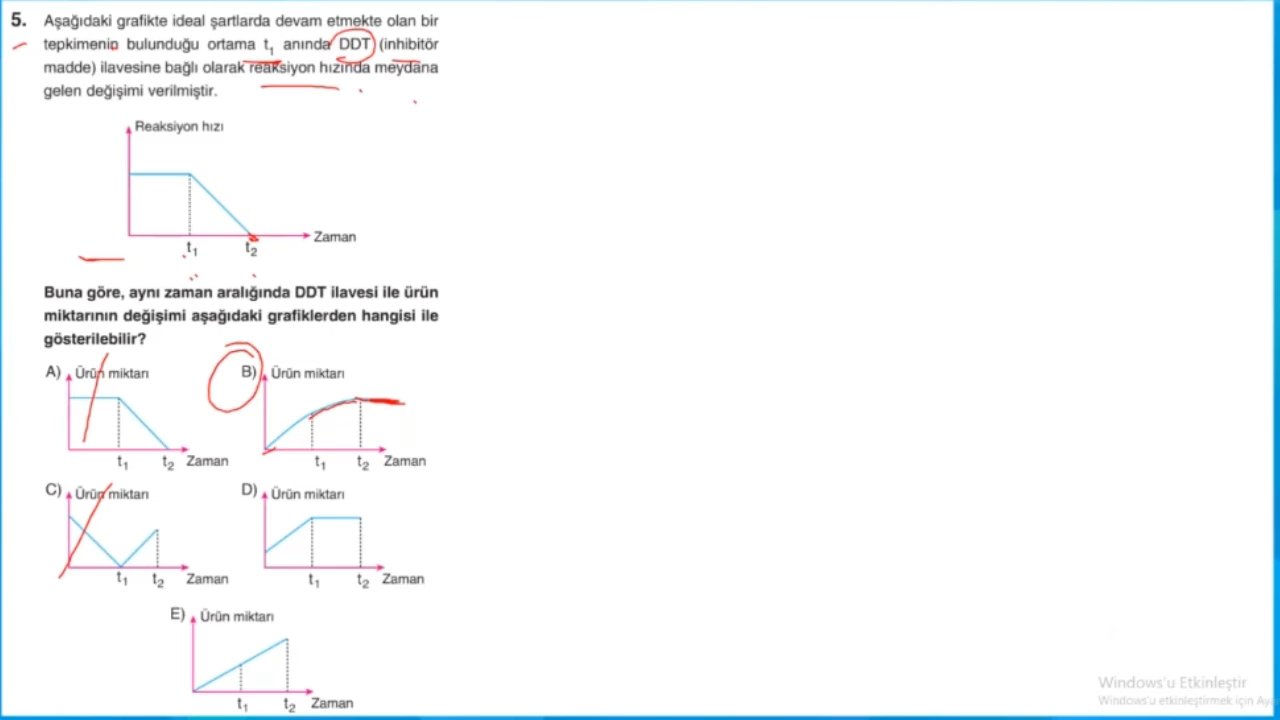 5. Aşağıdaki grafikte ideal şartlarda devam etmekte olan bir
tepkimenin bulunduğu ortama t₁ anında DDT (inhibitör
madde) ilavesine bağlı olarak reaksiyon hızında meydana
gelen değişimi verilmiştir.
Reaksiyon hızı
Zaman
t₁ t₂
Buna göre, aynı zaman aralığında DDT ilavesi ile ürün
miktarının değişimi aşağıdaki grafiklerden hangisi ile
gösterilebilir?
A) Ürün miktarı
t₁ t₂ Zaman
B) Ürün miktarı
t₁ t₂ Zaman
C) Ürün miktarı
t₁ t₂ Zaman
D) Ürün miktarı
t₁ t₂ Zaman
E) Ürün miktarı
t₁ t₂ Zaman
Windows'u Etkinleştir
Windows'u etkinleştirmek için